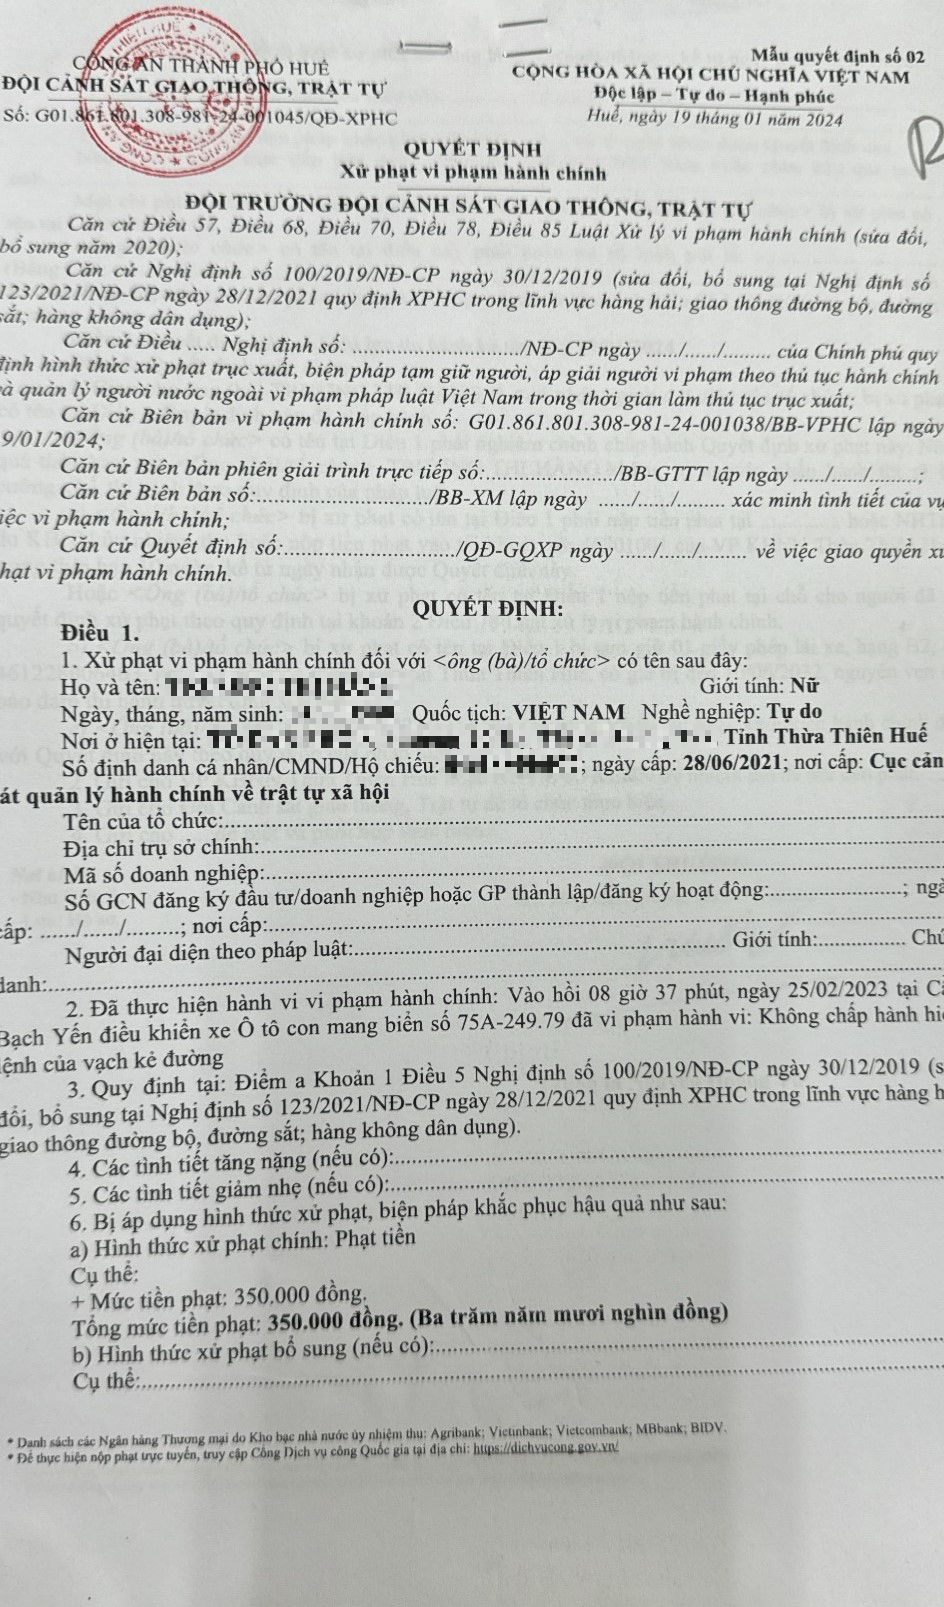 Mẫu quyết định số 02
CÔNG AN THÀNH PHỐ HUẾ
CỘNG HÒA XÃ HỘI CHỦ NGHĨA VIỆT NAM
ĐỘI CẢNH SÁT GIAO THÔNG, TRẬT TỰ
Độc lập – Tự do – Hạnh phúc
Số: G01.861.801.308-981-24-001045/QĐ-XPHC
Huế, ngày 19 tháng 01 năm 2024
QUYẾT ĐỊNH
Xử phạt vi phạm hành chính
ĐỘI TRƯỞNG ĐỘI CẢNH SÁT GIAO THÔNG, TRẬT TỰ
Căn cứ Điều 57, Điều 68, Điều 70, Điều 78, Điều 85 Luật Xử lý vi phạm hành chính (sửa đổi,
bổ sung năm 2020);
Căn cứ Nghị định số 100/2019/NĐ-CP ngày 30/12/2019 (sửa đổi, bổ sung tại Nghị định số
123/2021/NĐ-CP ngày 28/12/2021 quy định XPHC trong lĩnh vực hàng hải; giao thông đường bộ, đường
sắt; hàng không dân dụng);
Căn cứ Điều ..... Nghị định số: ............................./NĐ-CP ngày ....../....../......... của Chính phủ quy
định hình thức xử phạt trục xuất, biện pháp tạm giữ người, áp giải người vi phạm theo thủ tục hành chính
và quản lý người nước ngoài vi phạm pháp luật Việt Nam trong thời gian làm thủ tục trục xuất;
Căn cứ Biên bản vi phạm hành chính số: G01.861.801.308-981-24-001038/BB-VPHC lập ngày
9/01/2024;
Căn cứ Biên bản phiên giải trình trực tiếp số:......................./BB-GTTT lập ngày ....../....../.........;
Căn cứ Biên bản số:............................../BB-XM lập ngày ....../....../......... xác minh tình tiết của vụ
iệc vi phạm hành chính;
Căn cứ Quyết định số:............................../QĐ-GQXP ngày ....../....../......... về việc giao quyền xử
hạt vi phạm hành chính.
QUYẾT ĐỊNH:
Điều 1.
1. Xử phạt vi phạm hành chính đối với <ông (bà)/tổ chức> có tên sau đây:
Họ và tên: Giới tính: Nữ
Ngày, tháng, năm sinh: Quốc tịch: VIỆT NAM Nghề nghiệp: Tự do
Nơi ở hiện tại: , Tỉnh Thừa Thiên Huế
Số định danh cá nhân/CMND/Hộ chiếu: ; ngày cấp: 28/06/2021; nơi cấp: Cục cản
át quản lý hành chính về trật tự xã hội
Tên của tổ chức:.....................................................
Địa chỉ trụ sở chính:.....................................................
Mã số doanh nghiệp:.....................................................
Số GCN đăng ký đầu tư/doanh nghiệp hoặc GP thành lập/đăng ký hoạt động:........................; ngà
cấp: ....../....../.........; nơi cấp:.....................................................
Người đại diện theo pháp luật:..................................................... Giới tính:................ Chứ
danh:.....................................................
2. Đã thực hiện hành vi vi phạm hành chính: Vào hồi 08 giờ 37 phút, ngày 25/02/2023 tại Cầ
Bạch Yến điều khiển xe Ô tô con mang biển số 75A-249.79 đã vi phạm hành vi: Không chấp hành hiệ
lệnh của vạch kẻ đường
3. Quy định tại: Điểm a Khoản 1 Điều 5 Nghị định số 100/2019/NĐ-CP ngày 30/12/2019 (s
đổi, bổ sung tại Nghị định số 123/2021/NĐ-CP ngày 28/12/2021 quy định XPHC trong lĩnh vực hàng h
giao thông đường bộ, đường sắt; hàng không dân dụng).
4. Các tình tiết tăng nặng (nếu có):.....................................................
5. Các tình tiết giảm nhẹ (nếu có):.....................................................
6. Bị áp dụng hình thức xử phạt, biện pháp khắc phục hậu quả như sau:
a) Hình thức xử phạt chính: Phạt tiền
Cụ thể:
+ Mức tiền phạt: 350.000 đồng.
Tổng mức tiền phạt: 350.000 đồng. (Ba trăm năm mươi nghìn đồng)
b) Hình thức xử phạt bổ sung (nếu có):.....................................................
Cụ thể:.....................................................
* Danh sách các Ngân hàng Thương mại do Kho bạc nhà nước ủy nhiệm thu: Agribank; Vietinbank; Vietcombank; MBbank; BIDV.
* Để thực hiện nộp phạt trực tuyến, truy cập Cổng Dịch vụ công Quốc gia tại địa chỉ: https://dichvucong.gov.vn/